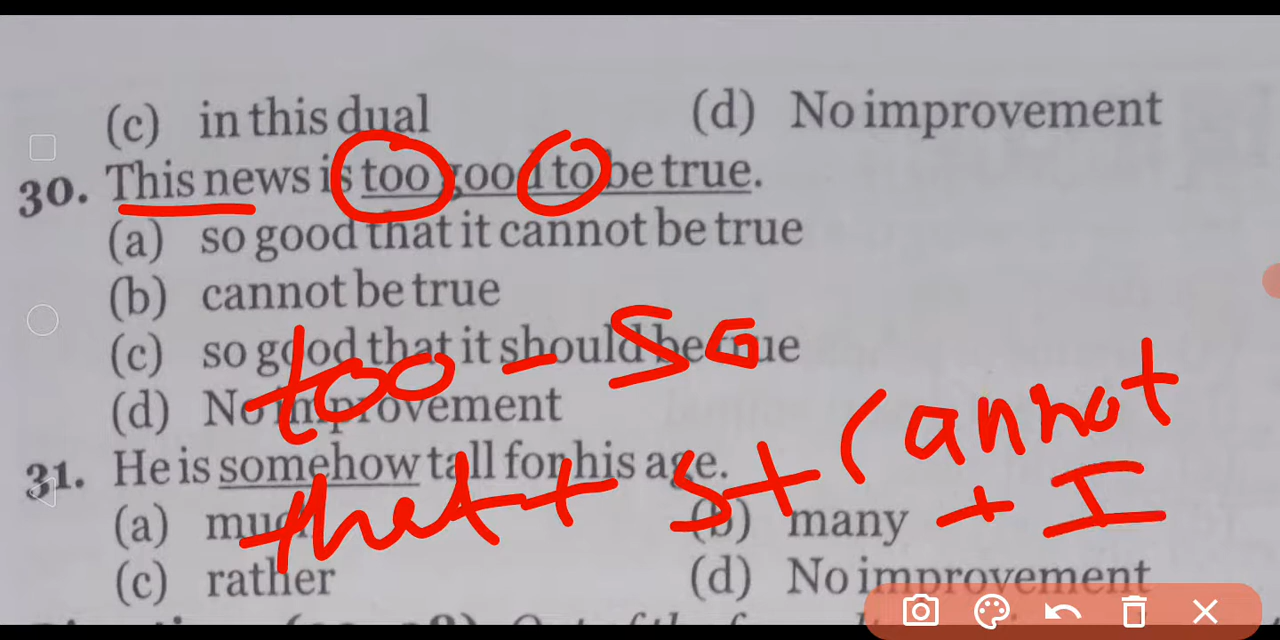 (c) in this dual (d) No improvement
30. This news is too good to be true.
(a) so good that it cannot be true
(b) cannot be true
(c) so good that it should be true
too – so
(d) No improvement
31. He is somehow tall for his age.
that + S + cannot
+ I
(a) much (b) many
(c) rather (d) No improvement